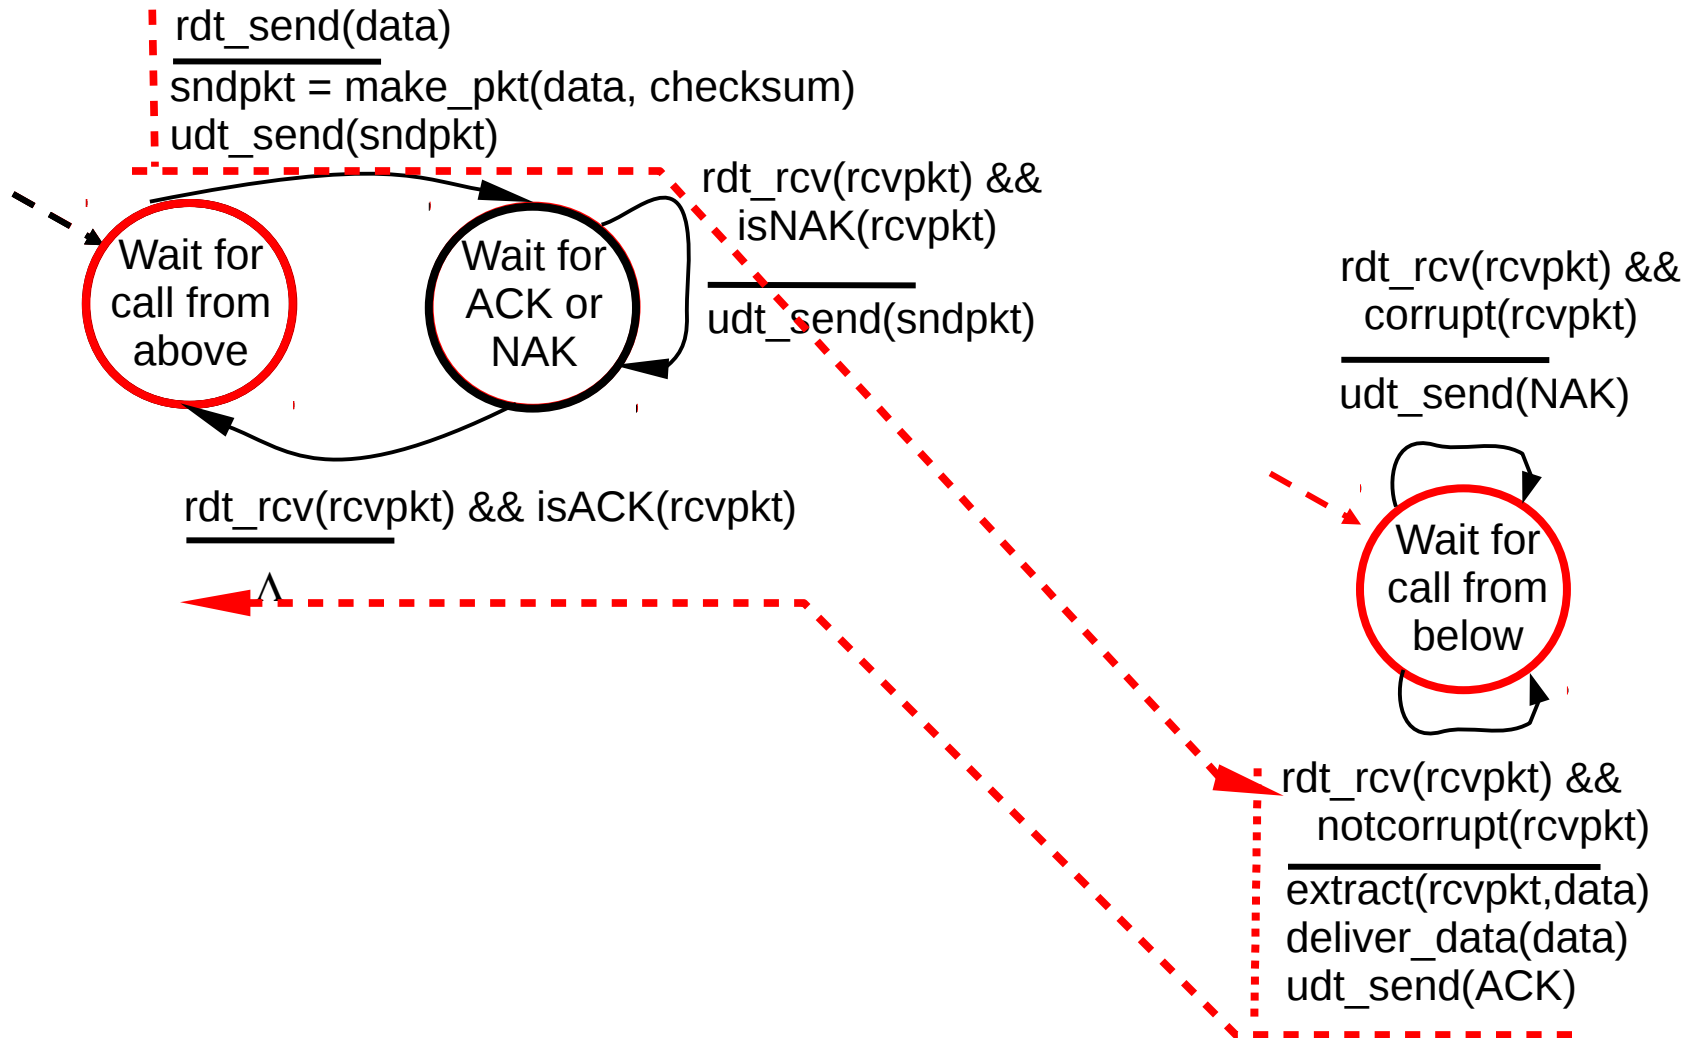 rdt_send(data)
sndpkt = make_pkt(data, checksum)
udt_send(sndpkt)
rdt_rcv(rcvpkt) &&
isNAK(rcvpkt)
udt_send(sndpkt)
Wait for
call from
above
Wait for
ACK or
NAK
rdt_rcv(rcvpkt) && isACK(rcvpkt)
Λ
rdt_rcv(rcvpkt) &&
corrupt(rcvpkt)
udt_send(NAK)
Wait for
call from
below
rdt_rcv(rcvpkt) &&
notcorrupt(rcvpkt)
extract(rcvpkt,data)
deliver_data(data)
udt_send(ACK)